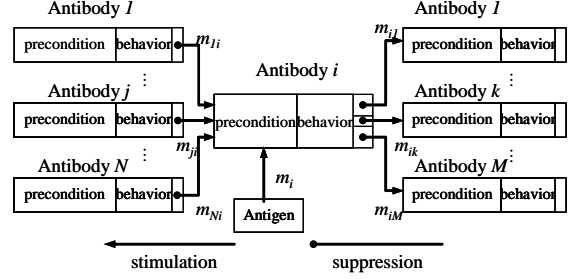 Antibody 1
Antibody 1
precondition behavior
m1i
mi1
precondition behavior
Antibody i
Antibody j
Antibody k
precondition behavior
precondition behavior
precondition behavior
mji
mik
Antibody N
Antibody M
precondition behavior
mi
precondition behavior
mNi
Antigen
miM
stimulation
suppression